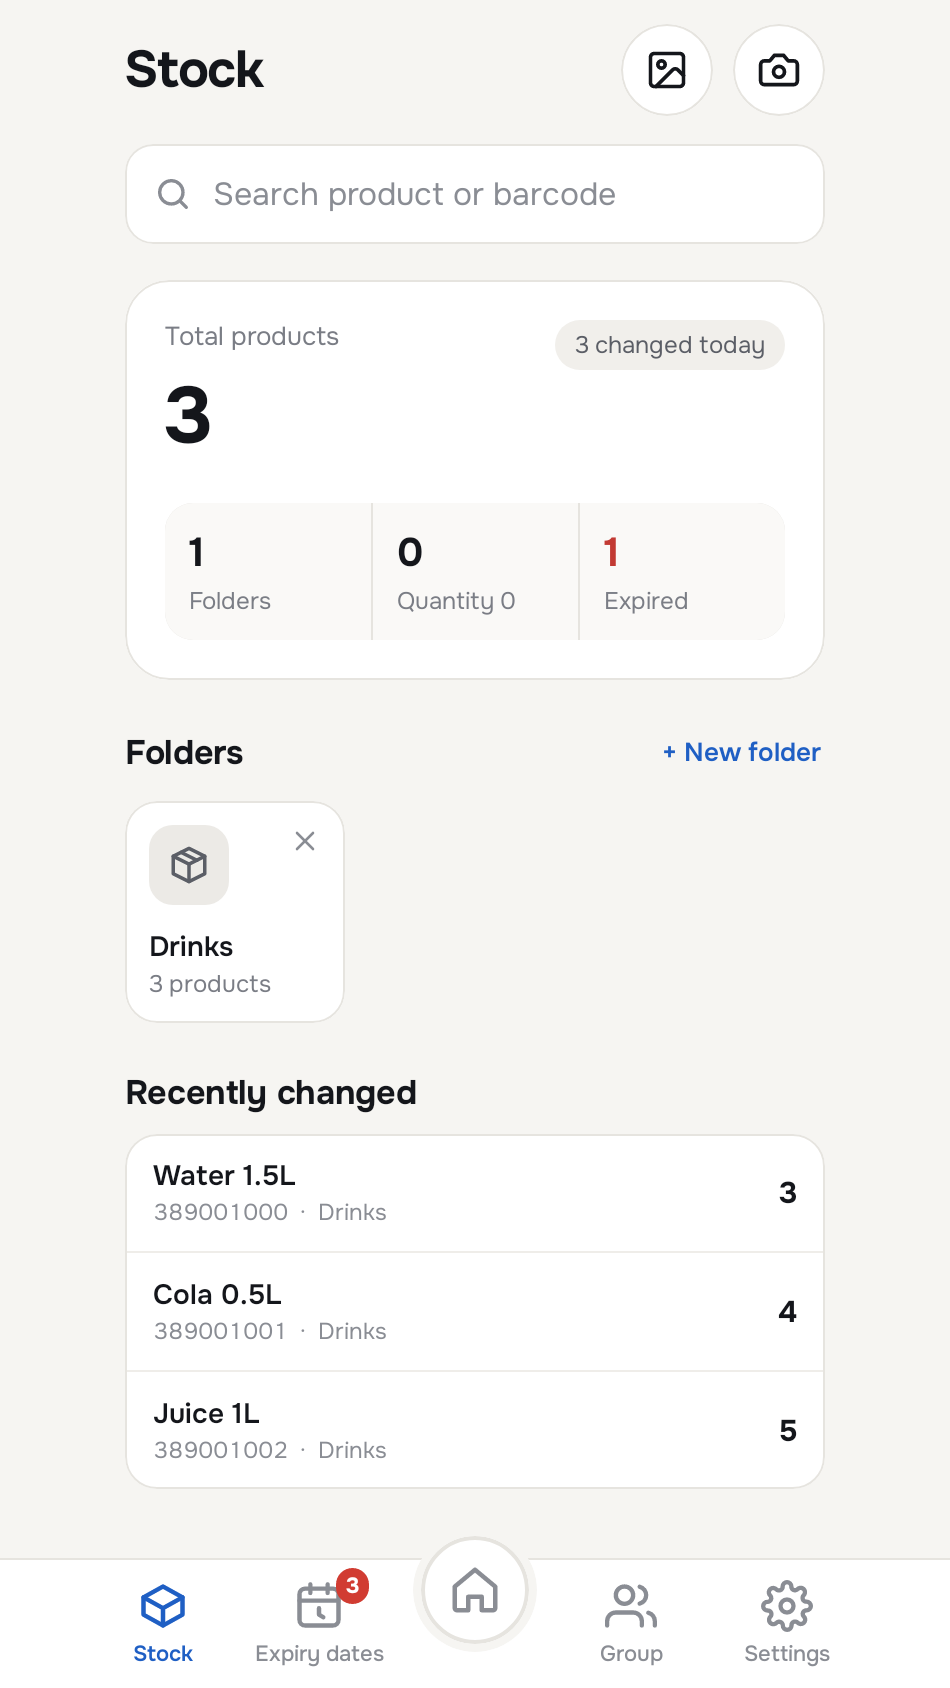 Stock
Search product or barcode
Total products
3 changed today
3
1
Folders
0
Quantity 0
1
Expired
Folders
+ New folder
Drinks
3 products
Recently changed
Water 1.5L
389001000 · Drinks
3
Cola 0.5L
389001001 · Drinks
4
Juice 1L
389001002 · Drinks
5
3
Stock
Expiry dates
Group
Settings